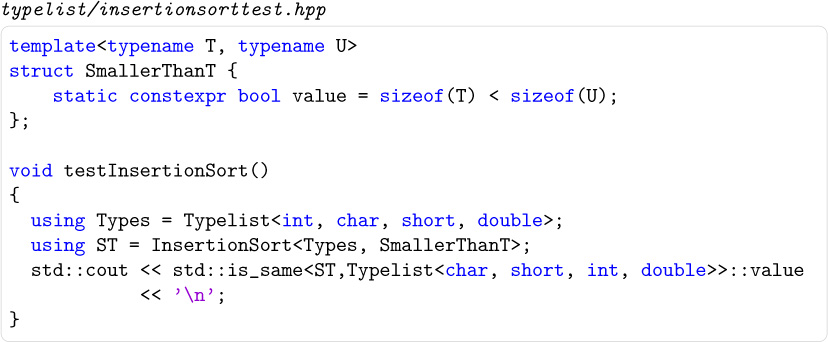 typelist/insertionsorttest.hpp
template<typename T, typename U>
struct SmallerThanT {
    static constexpr bool value = sizeof(T) < sizeof(U);
};

void testInsertionSort()
{
  using Types = Typelist<int, char, short, double>;
  using ST = InsertionSort<Types, SmallerThanT>;
  std::cout << std::is_same<ST,Typelist<char, short, int, double>>::value
            << '\n';
}